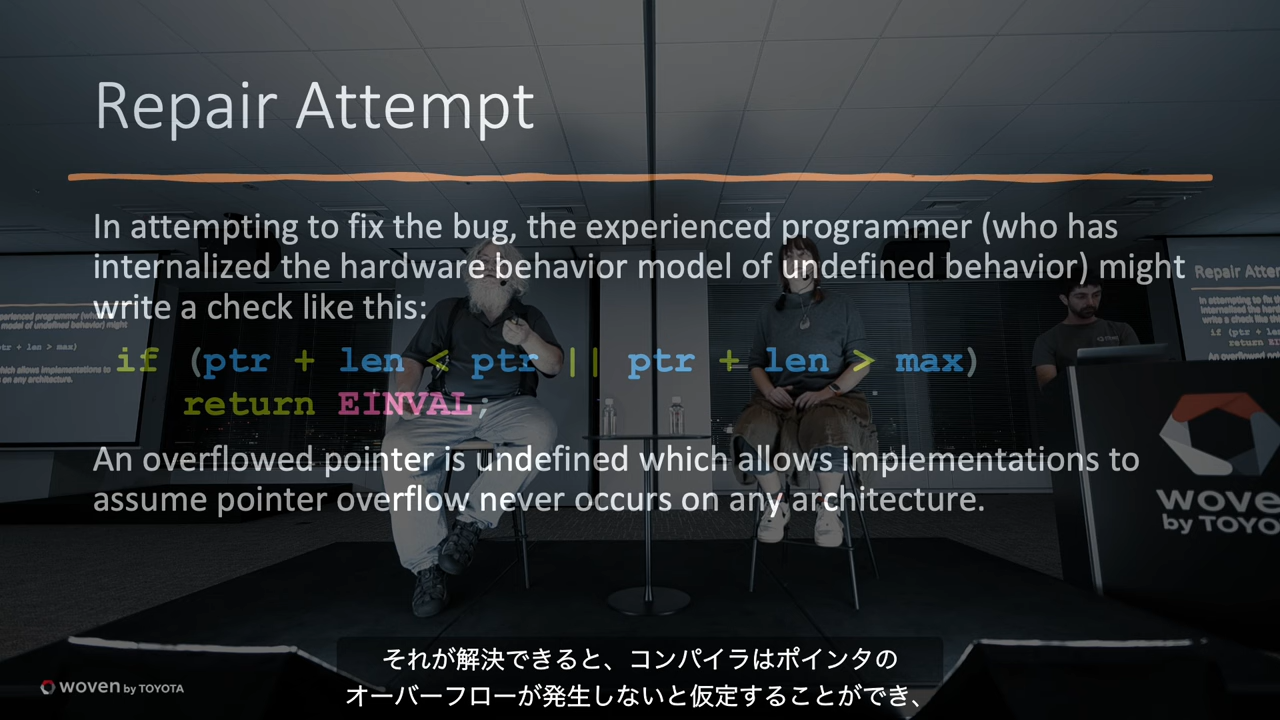 Repair Attempt
In attempting to fix the bug, the experienced programmer (who has
internalized the hardware behavior model of undefined behavior) might
write a check like this:
if (ptr + len < ptr || ptr + len > max)
return EINVAL;
An overflowed pointer is undefined which allows implementations to
assume pointer overflow never occurs on any architecture.
それが解決できると、コンパイラはポインタの
オーバーフローが発生しないと仮定することができ、
woven by TOYOTA
Repair Atte
wove
by TOYO